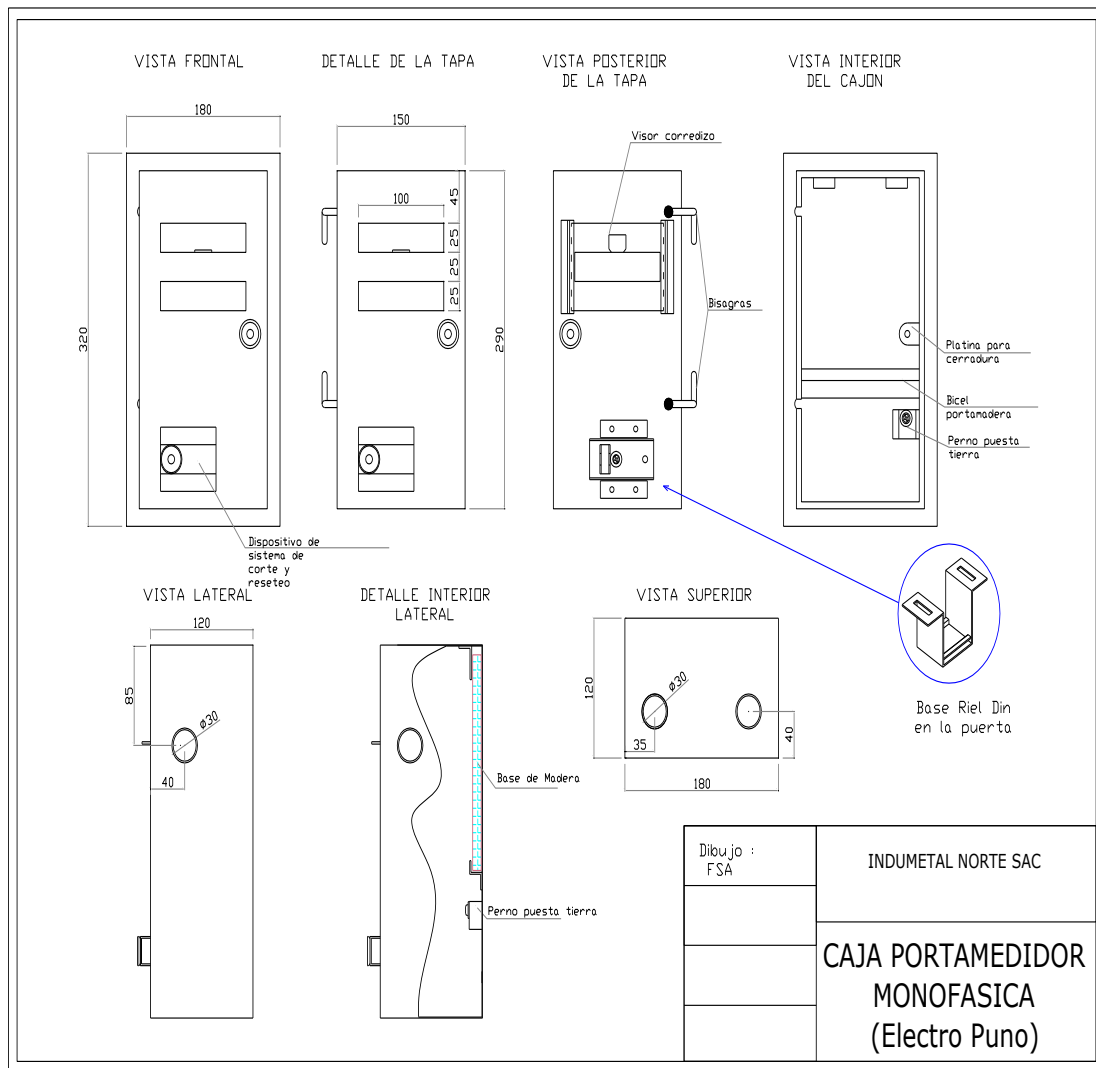 VISTA FRONTAL
DETALLE DE LA TAPA
VISTA POSTERIOR
DE LA TAPA
VISTA INTERIOR
DEL CAJON
180
320
Dispositivo de
sistema de
corte y
reseteo
150
100
45
25
25
25
290
Visor corredizo
Bisagras
Platina para
cerradura
Bicel
portamadera
Perno puesta
tierra
VISTA LATERAL
120
85
ø30
40
DETALLE INTERIOR
LATERAL
Base de Madera
Perno puesta tierra
VISTA SUPERIOR
120
ø30
35
40
180
Base Riel Din
en la puerta
Dibujo :
FSA
INDUMETAL NORTE SAC
CAJA PORTAMEDIDOR
MONOFASICA
(Electro Puno)